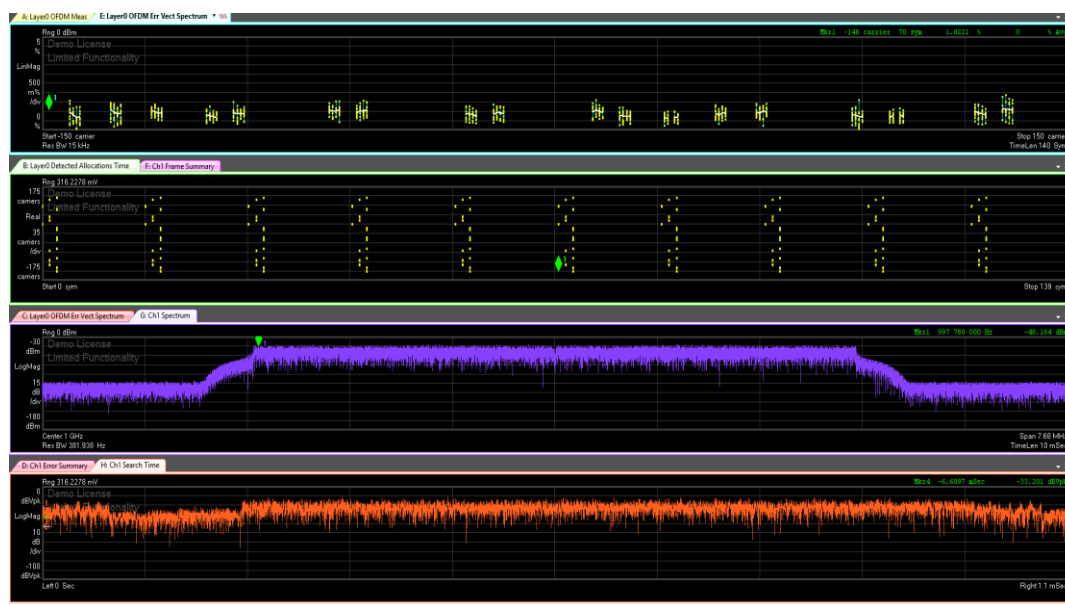 A: Layer0 OFDM Meas E: Layer0 OFDM Err Vect Spectrum
Rng 0 dBm Mkr1 -148 carrier 70 sym 1.0221 % 0 % Av
5 Demo License
% Limited Functionality
LinMag
500
m%
/div
0
%
1
Start -150 carrier Stop 150 carrie
Res BW 15 kHz TimeLen 140 Sym
B: Layer0 Detected Allocations Time F: Ch1 Frame Summary
Rng 316.2278 mV
175 Demo License
carriers Limited Functionality
Real
35
carriers
/div
-175
carriers
Start 0 sym Stop 139 sym
C: Layer0 OFDM Err Vect Spectrum G: Ch1 Spectrum
Rng 0 dBm Mkr1 997 760 000 Hz -40.164 dB
-30 Demo License
dBm Limited Functionality
LogMag
15
dB
/div
-180
dBm
Center 1 GHz Span 7.68 MH
Res BW 381.938 Hz TimeLen 10 mSe
D: Ch1 Error Summary H: Ch1 Search Time
Rng 316.2278 mV Mkr4 -6.6897 mSec -33.201 dBVp
0 Demo License
dBVpk
LogMag
10
dB
/div
-100
dBVpk
Left 0 Sec Right 1.1 mSe